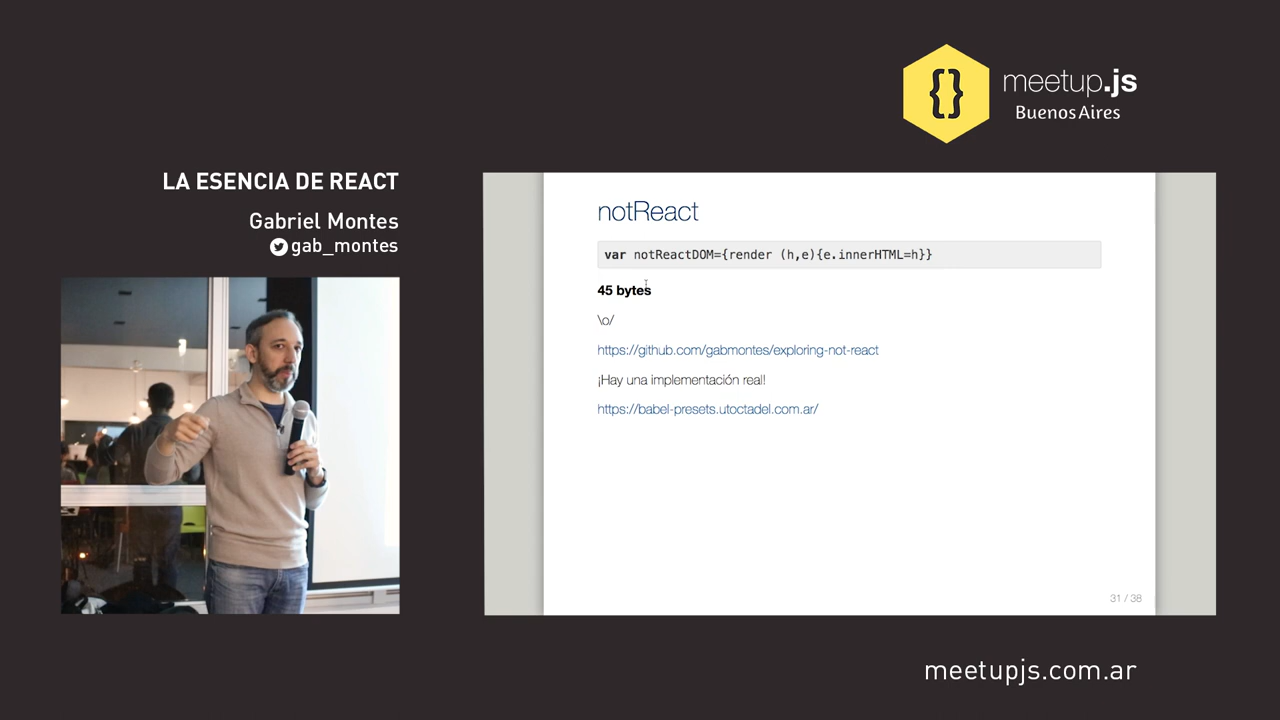 {}
meetup.js
Buenos Aires
LA ESENCIA DE REACT
Gabriel Montes
gab_montes
notReact
var notReactDOM={render (h,e){e.innerHTML=h}}
45 bytes
\o/
https://github.com/gabmontes/exploring-not-react
¡Hay una implementación real!
https://babel-presets.utoctadel.com.ar/
31 / 38
meetupjs.com.ar